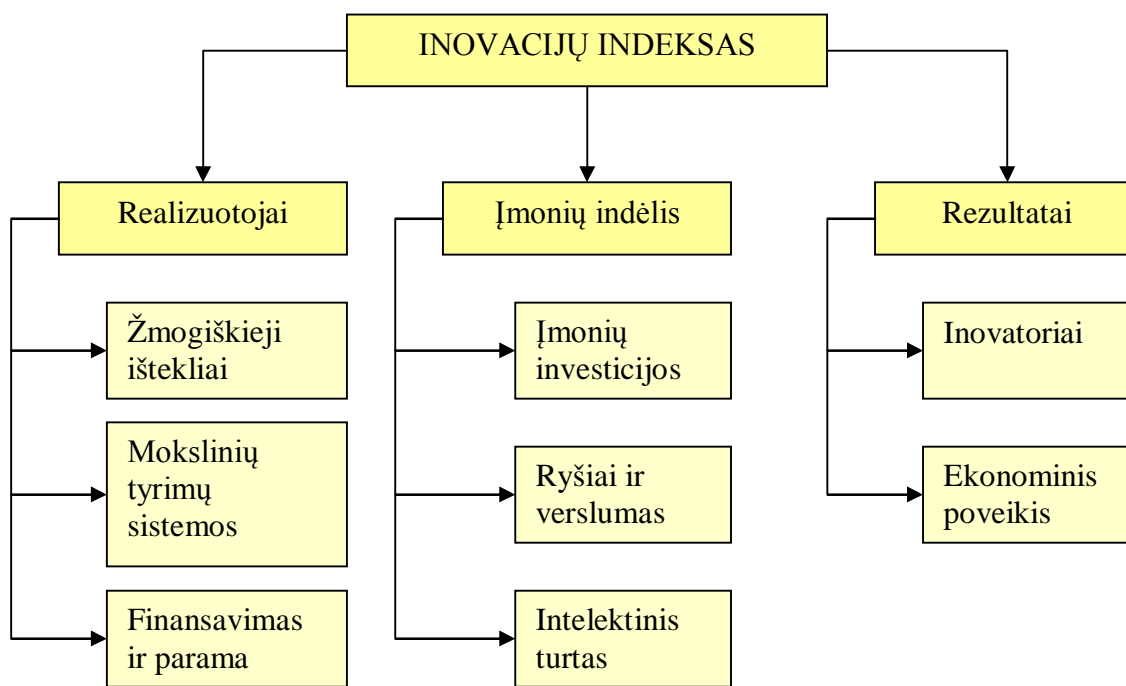 INOVACIJŲ INDEKSAS
Realizuotojai
Žmogiškieji
ištekliai
Mokslinių
tyrimų
sistemos
Finansavimas
ir parama
Įmonių indėlis
Įmonių
investicijos
Ryšiai ir
verslumas
Intelektinis
turtas
Rezultatai
Inovatoriai
Ekonominis
poveikis